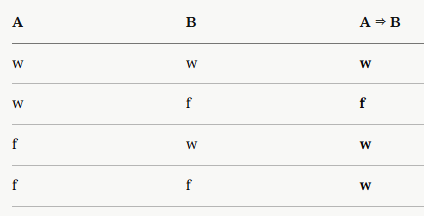 A B A ⇒ B
w w w
w f f
f w w
f f w